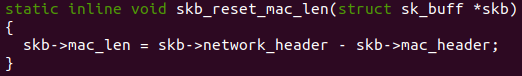 static inline void skb_reset_mac_len(struct sk_buff *skb)
{
  skb->mac_len = skb->network_header - skb->mac_header;
}